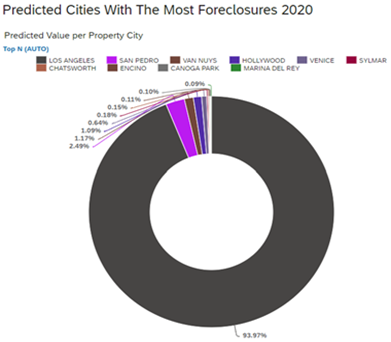 Predicted Cities With The Most Foreclosures 2020
Predicted Value per Property City
Top N (AUTO)
LOS ANGELES SAN PEDRO VAN NUYS HOLLYWOOD VENICE SYLMAR
CHATSWORTH ENCINO CANOGA PARK MARINA DEL REY
0.09%
0.10%
0.11%
0.15%
0.18%
0.64%
1.09%
1.17%
2.49%
93.97%